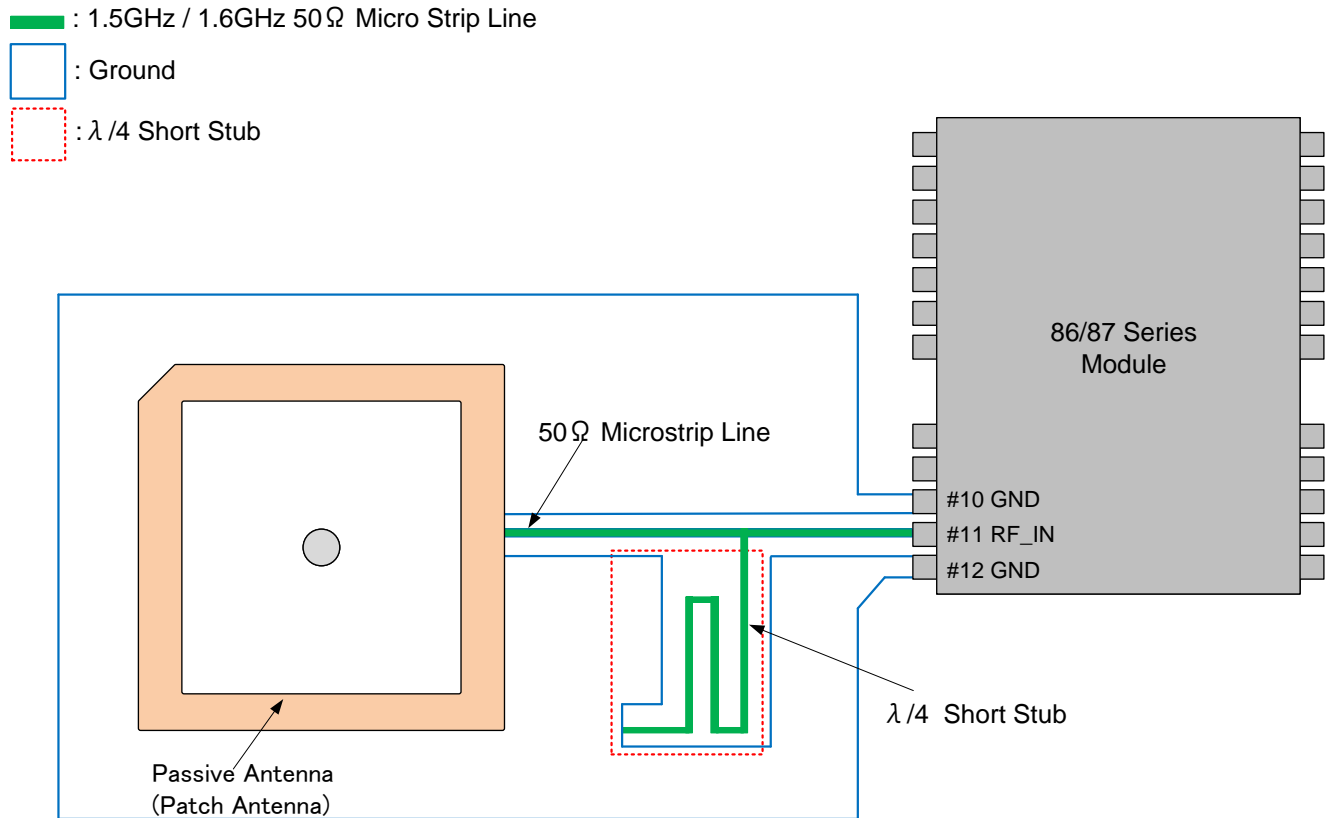 : 1.5GHz / 1.6GHz 50Ω Micro Strip Line
: Ground
: λ/4 Short Stub
86/87 Series
Module
50Ω Microstrip Line
#10 GND
#11 RF_IN
#12 GND
λ/4 Short Stub
Passive Antenna
(Patch Antenna)